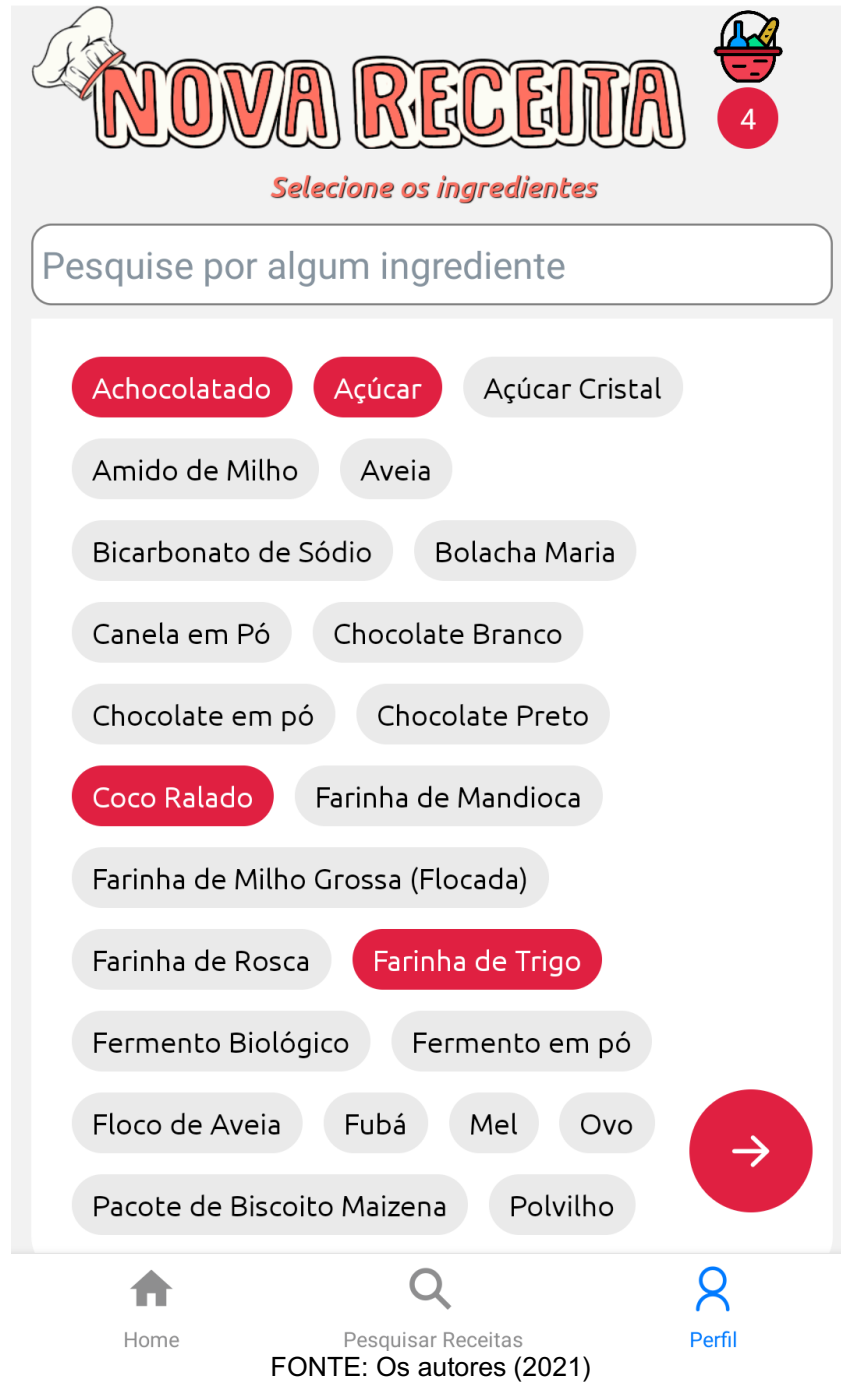 NOVA RECEITA
4
Selecione os ingredientes
Pesquise por algum ingrediente
Achocolatado Açúcar Açúcar Cristal
Amido de Milho Aveia
Bicarbonato de Sódio Bolacha Maria
Canela em Pó Chocolate Branco
Chocolate em pó Chocolate Preto
Coco Ralado Farinha de Mandioca
Farinha de Milho Grossa (Flocada)
Farinha de Rosca Farinha de Trigo
Fermento Biológico Fermento em pó
Floco de Aveia Fubá Mel Ovo
Pacote de Biscoito Maizena Polvilho
Home Pesquisar Receitas Perfil
FONTE: Os autores (2021)